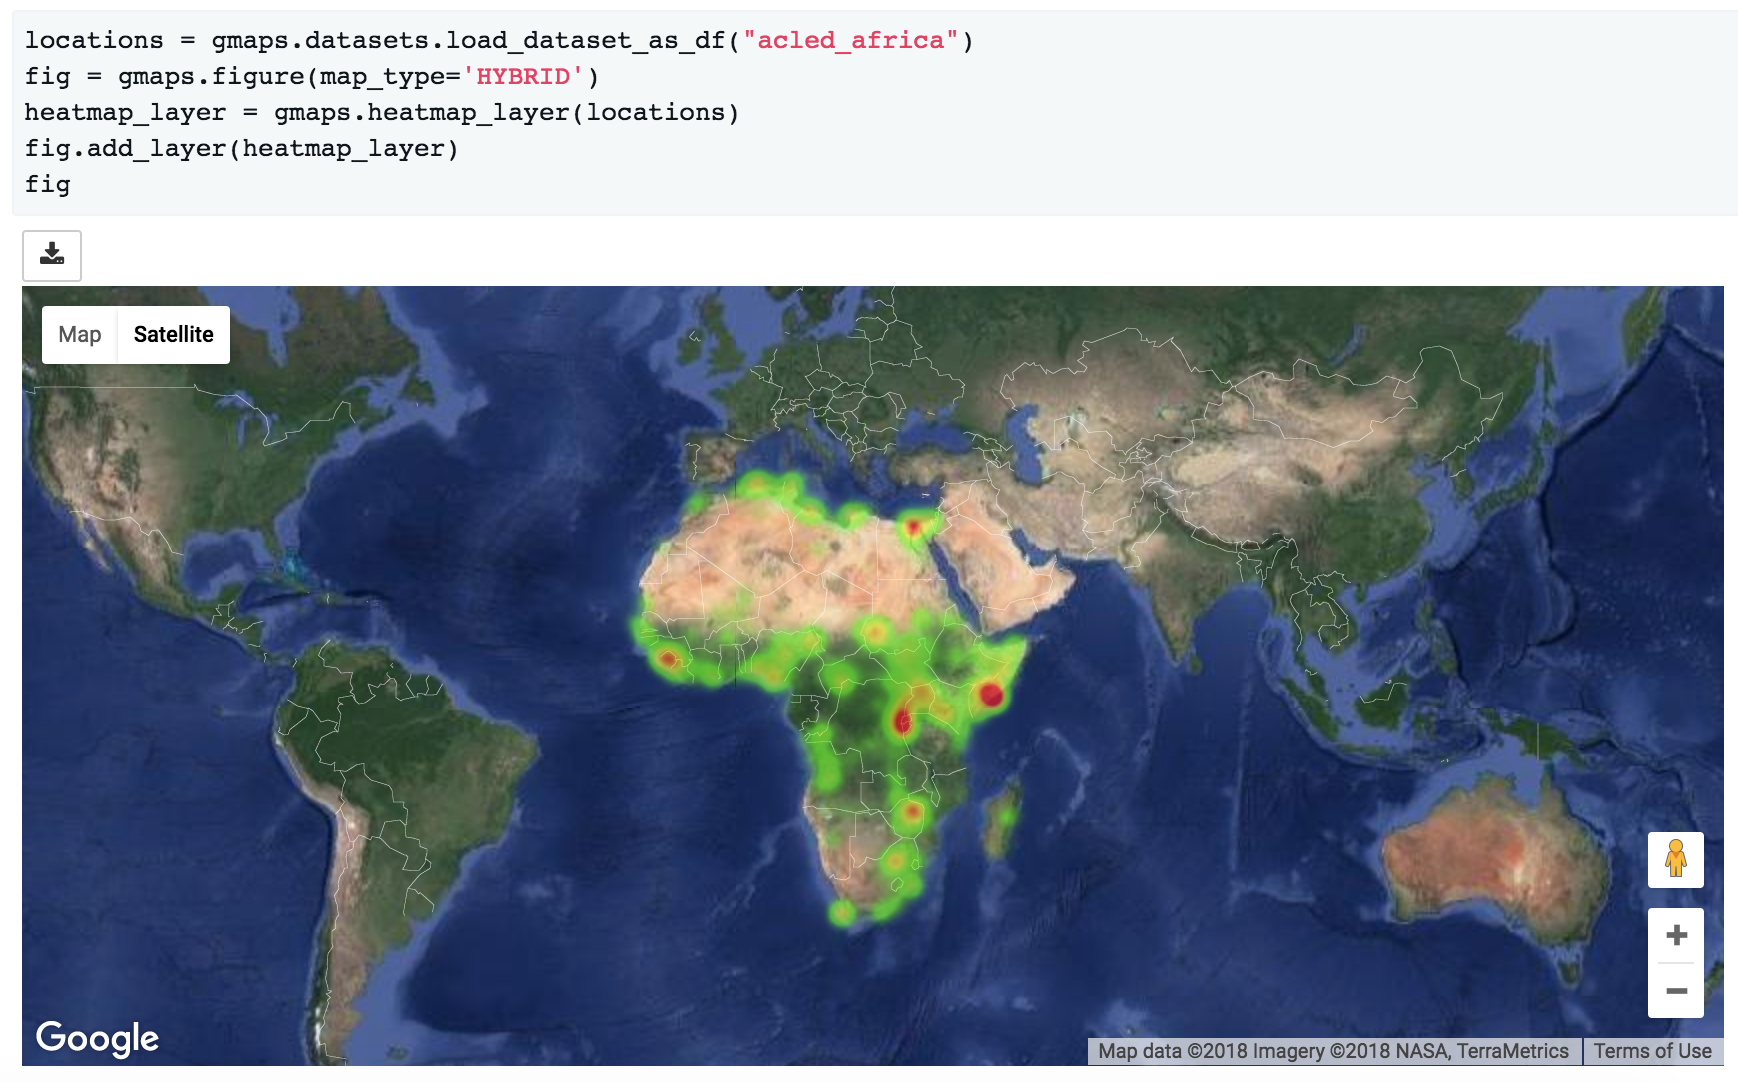 locations = gmaps.datasets.load_dataset_as_df("acled_africa")
fig = gmaps.figure(map_type='HYBRID')
heatmap_layer = gmaps.heatmap_layer(locations)
fig.add_layer(heatmap_layer)
fig
Map Satellite
Google
Map data ©2018 Imagery ©2018 NASA, TerraMetrics Terms of Use